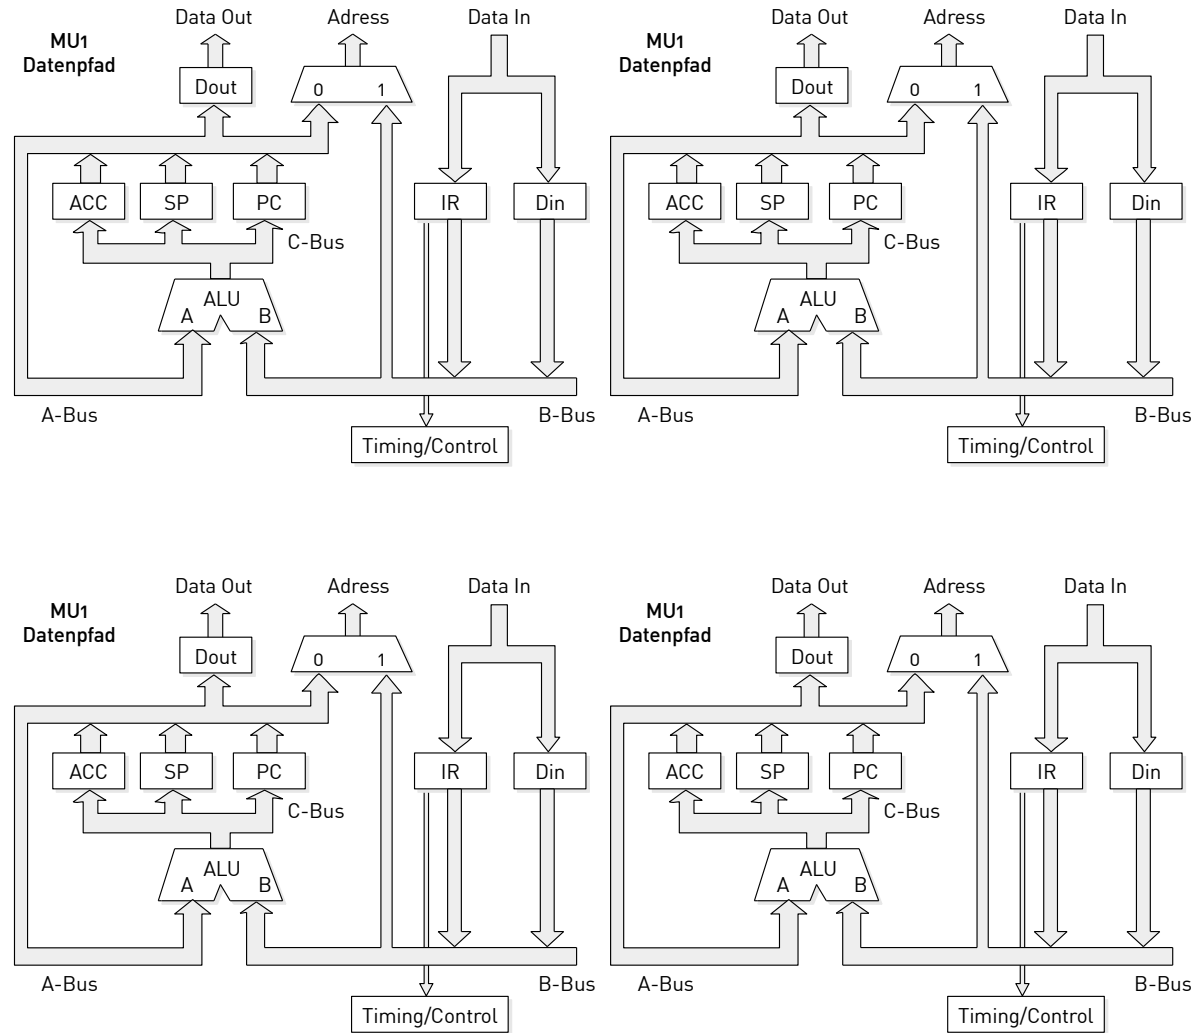 Data Out Adress Data In
MU1
Datenpfad
Dout 0 1
ACC SP PC IR Din
C-Bus
ALU
A B
A-Bus B-Bus
Timing/Control
Data Out Adress Data In
MU1
Datenpfad
Dout 0 1
ACC SP PC IR Din
C-Bus
ALU
A B
A-Bus B-Bus
Timing/Control
Data Out Adress Data In
MU1
Datenpfad
Dout 0 1
ACC SP PC IR Din
C-Bus
ALU
A B
A-Bus B-Bus
Timing/Control
Data Out Adress Data In
MU1
Datenpfad
Dout 0 1
ACC SP PC IR Din
C-Bus
ALU
A B
A-Bus B-Bus
Timing/Control